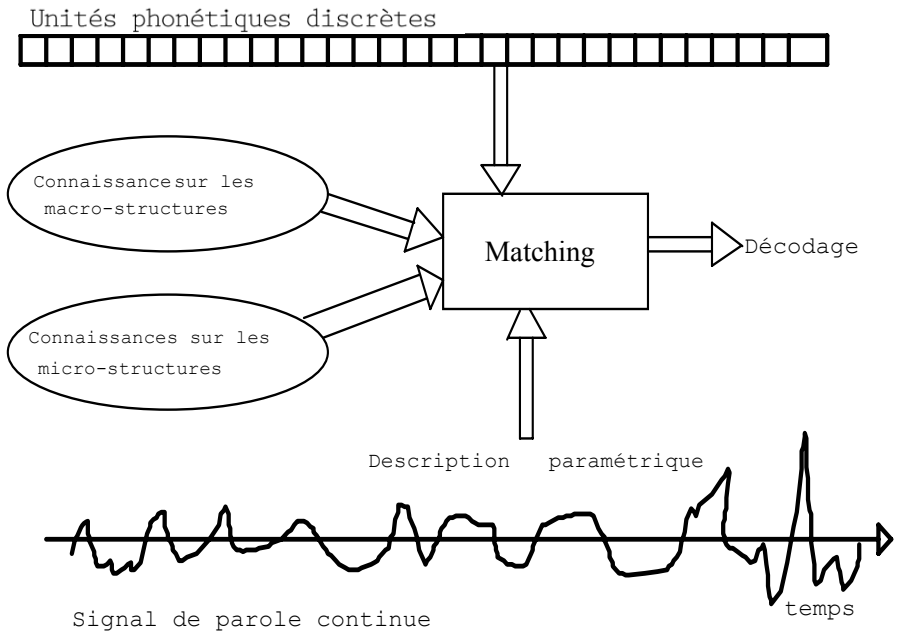 Unités phonétiques discrètes
Connaissance sur les
macro-structures
Matching
Décodage
Connaissances sur les
micro-structures
Description paramétrique
temps
Signal de parole continue